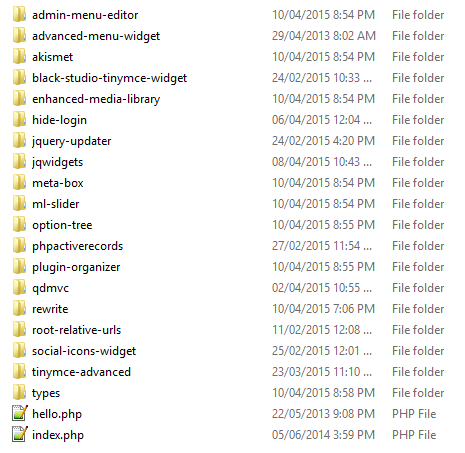 admin-menu-editor 10/04/2015 8:54 PM File folder
advanced-menu-widget 29/04/2013 8:02 AM File folder
akismet 10/04/2015 8:54 PM File folder
black-studio-tinymce-widget 24/02/2015 10:33 ... File folder
enhanced-media-library 10/04/2015 8:54 PM File folder
hide-login 06/04/2015 12:04 ... File folder
jquery-updater 24/02/2015 4:20 PM File folder
jqwidgets 08/04/2015 10:43 ... File folder
meta-box 10/04/2015 8:54 PM File folder
ml-slider 10/04/2015 8:54 PM File folder
option-tree 10/04/2015 8:55 PM File folder
phpactiverecords 27/02/2015 11:54 ... File folder
plugin-organizer 10/04/2015 8:55 PM File folder
qdmvc 02/04/2015 10:55 ... File folder
rewrite 10/04/2015 7:06 PM File folder
root-relative-urls 11/02/2015 12:08 ... File folder
social-icons-widget 25/02/2015 12:01 ... File folder
tinymce-advanced 23/03/2015 11:10 ... File folder
types 10/04/2015 8:58 PM File folder
hello.php 22/05/2013 9:08 PM PHP File
index.php 05/06/2014 3:59 PM PHP File